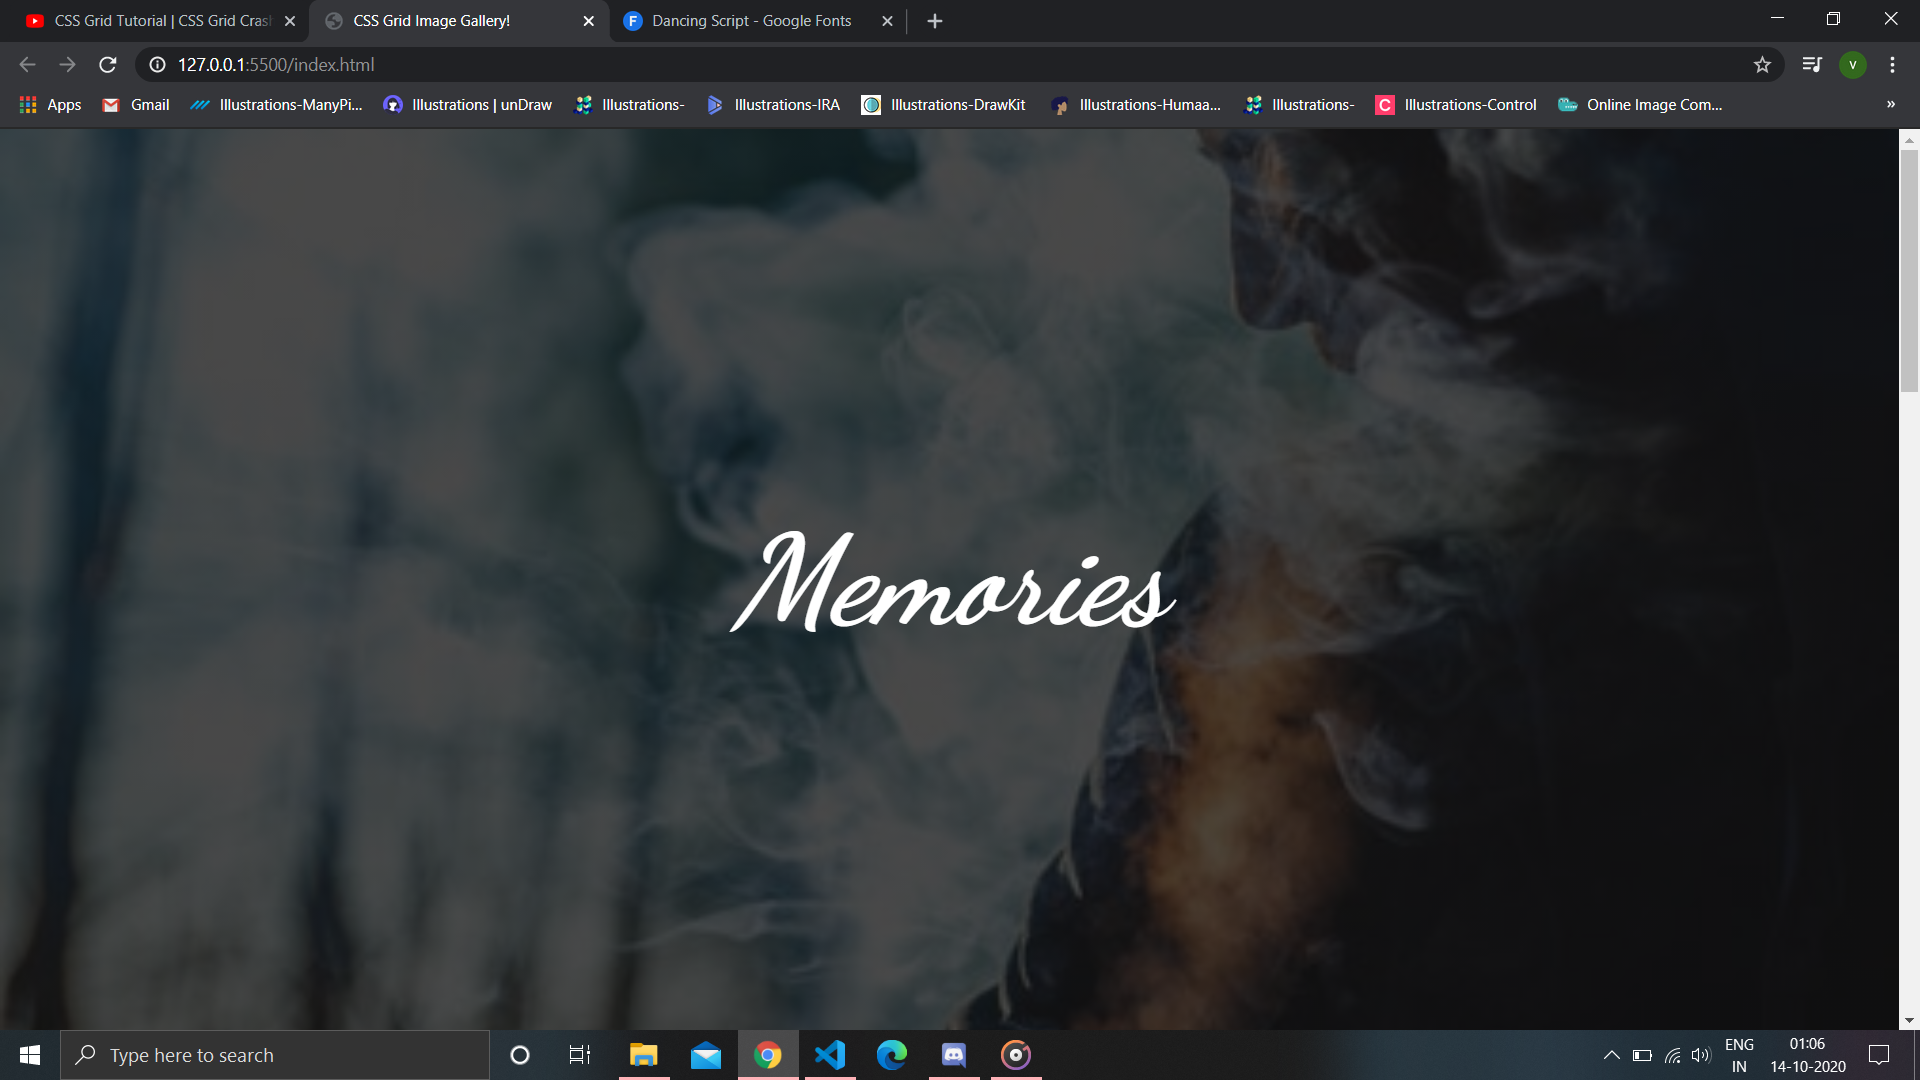 CSS Grid Tutorial | CSS Grid Cras
CSS Grid Image Gallery!
Dancing Script - Google Fonts
127.0.0.1:5500/index.html
V
Apps
Gmail
Illustrations-ManyPi...
Illustrations | unDraw
Illustrations-
Illustrations-IRA
Illustrations-DrawKit
Illustrations-Humaa...
Illustrations-
Illustrations-Control
Online Image Com...
»
Memories
Type here to search
ENG
IN
01:06
14-10-2020